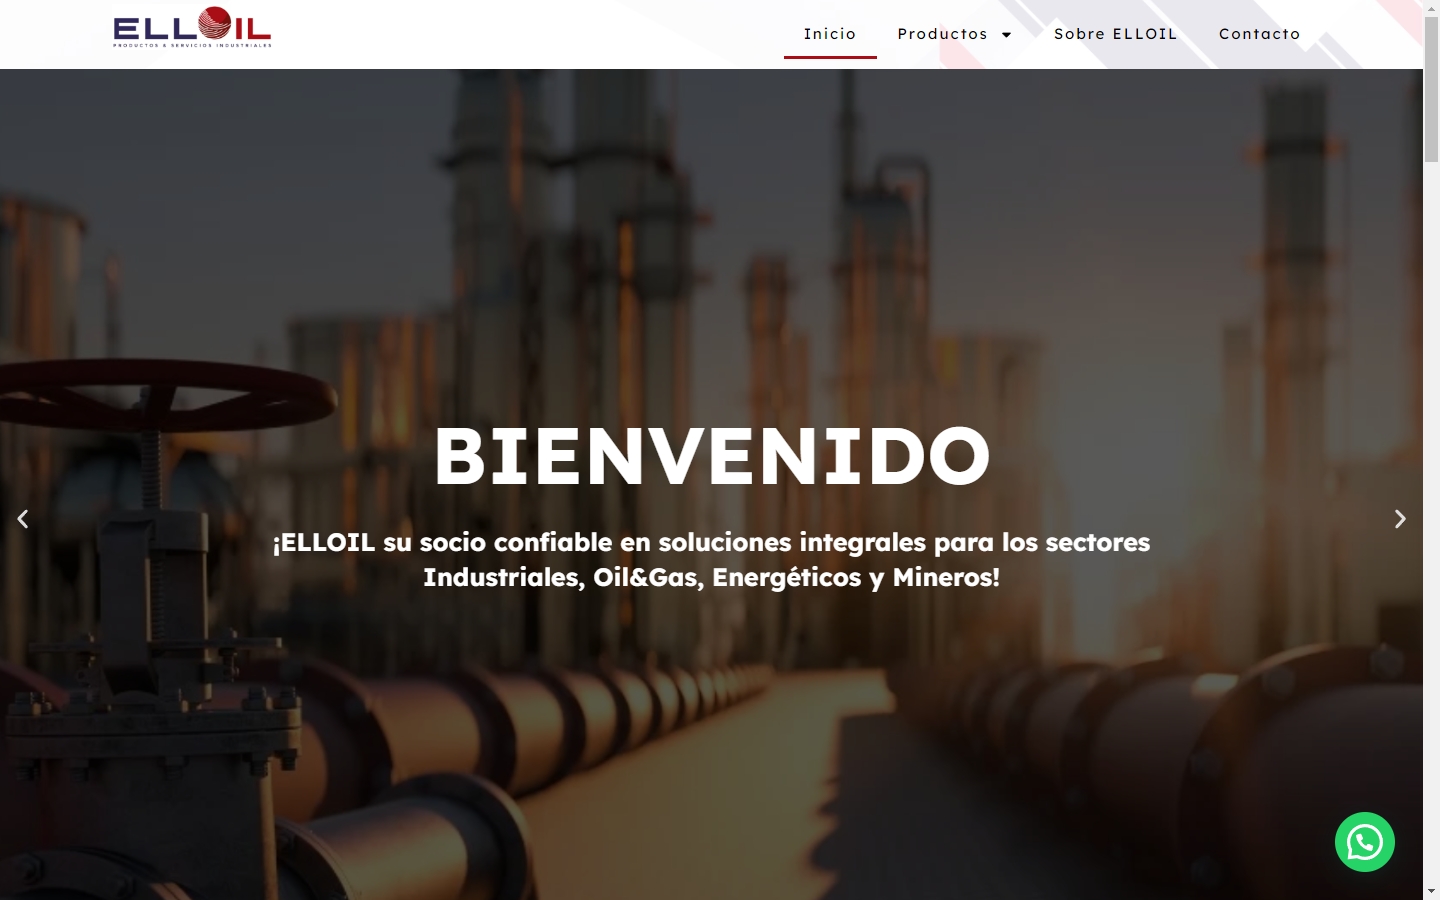 ELLOIL
PRODUCTOS & SERVICIOS INDUSTRIALES
Inicio
Productos
Sobre ELLOIL
Contacto
BIENVENIDO
¡ELLOIL su socio confiable en soluciones integrales para los sectores
Industriales, Oil&Gas, Energéticos y Mineros!